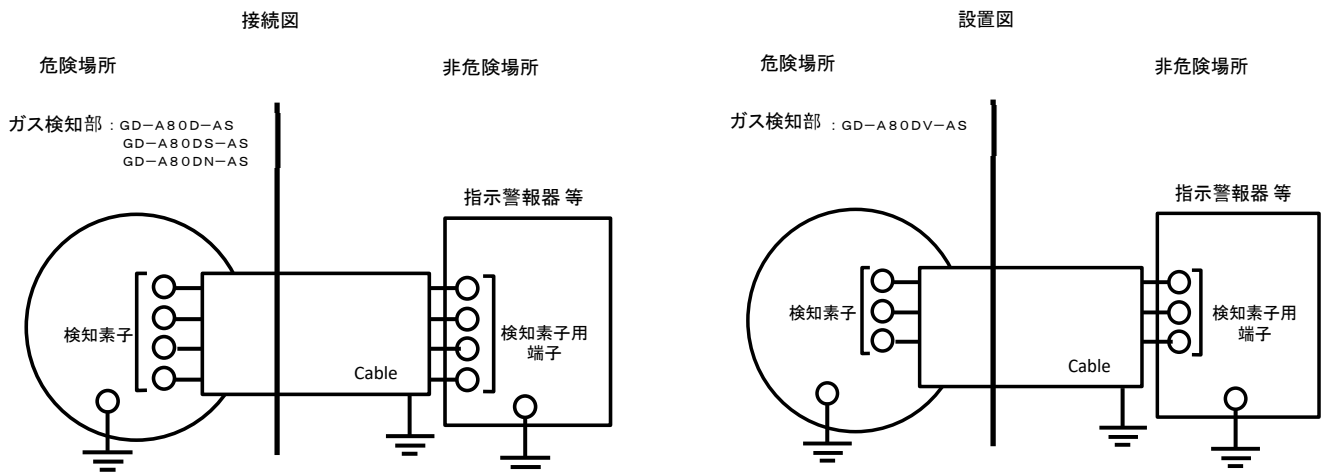 接続図
危険場所
非危険場所
ガス検知部 : GD-A80D-AS
GD-A80DS-AS
GD-A80DN-AS
指示警報器 等
検知素子
検知素子用
端子
Cable
設置図
危険場所
非危険場所
ガス検知部 : GD-A80DV-AS
指示警報器 等
検知素子
検知素子用
端子
Cable